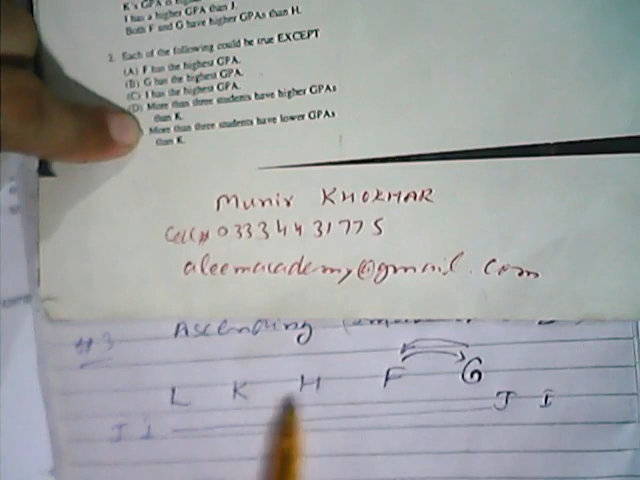 K's GPA is
I has a higher GPA than J.
Both F and G have higher GPAs than H.
2. Each of the following could be true EXCEPT
(A) F has the highest GPA.
(B) G has the highest GPA.
(C) I has the highest GPA.
(D) More than three students have higher GPAs
than K.
More than three students have lower GPAs
than K.
Munir KHOKHAR
Cell# 0333 44 31775
aleemacademy@gmail.com
#3 Ascending
L K H F G
J I
J I